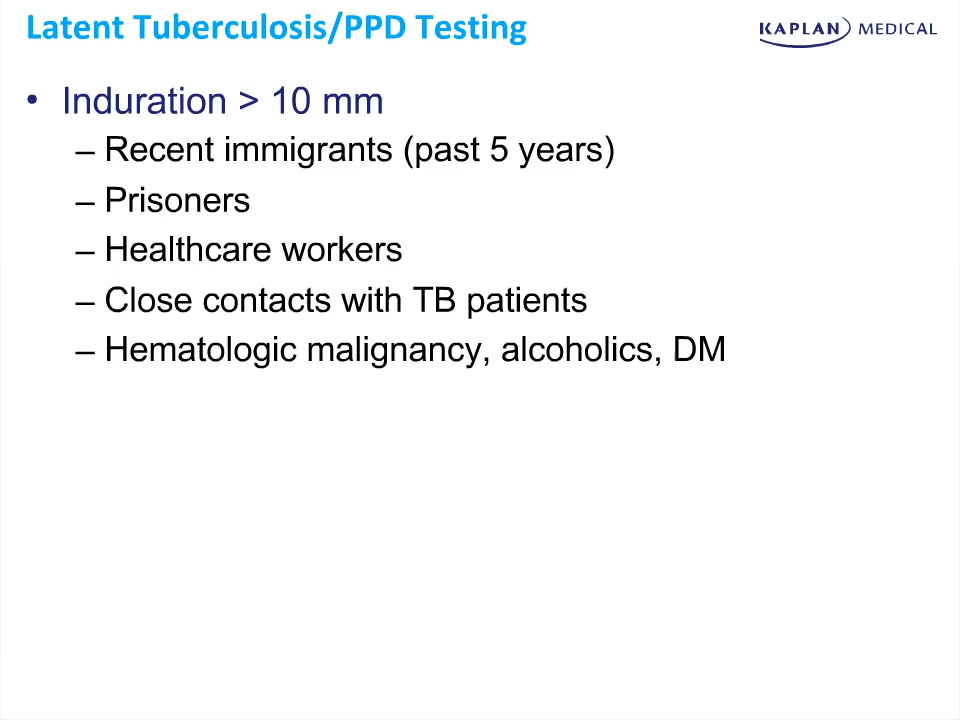 Latent Tuberculosis/PPD Testing
KAPLAN MEDICAL
• Induration > 10 mm
– Recent immigrants (past 5 years)
– Prisoners
– Healthcare workers
– Close contacts with TB patients
– Hematologic malignancy, alcoholics, DM